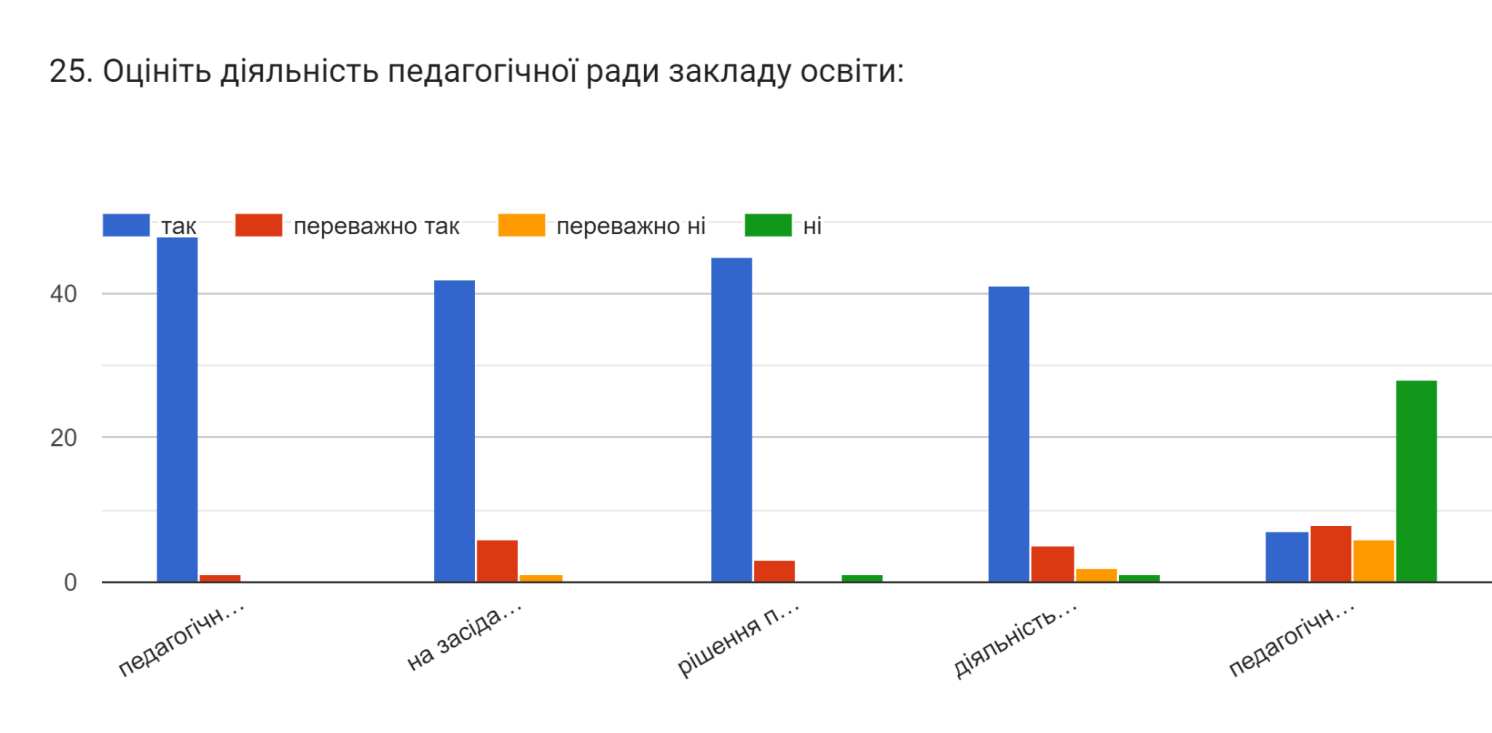 25. Оцініть діяльність педагогічної ради закладу освіти:
так переважно так переважно ні ні
40
20
0
педагогічн…
на засіда…
рішення п…
діяльність…
педагогічн…